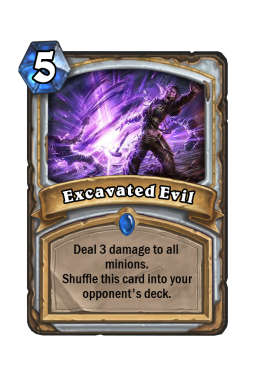 5
Excavated Evil
Deal 3 damage to all
minions.
Shuffle this card into your
opponent's deck.